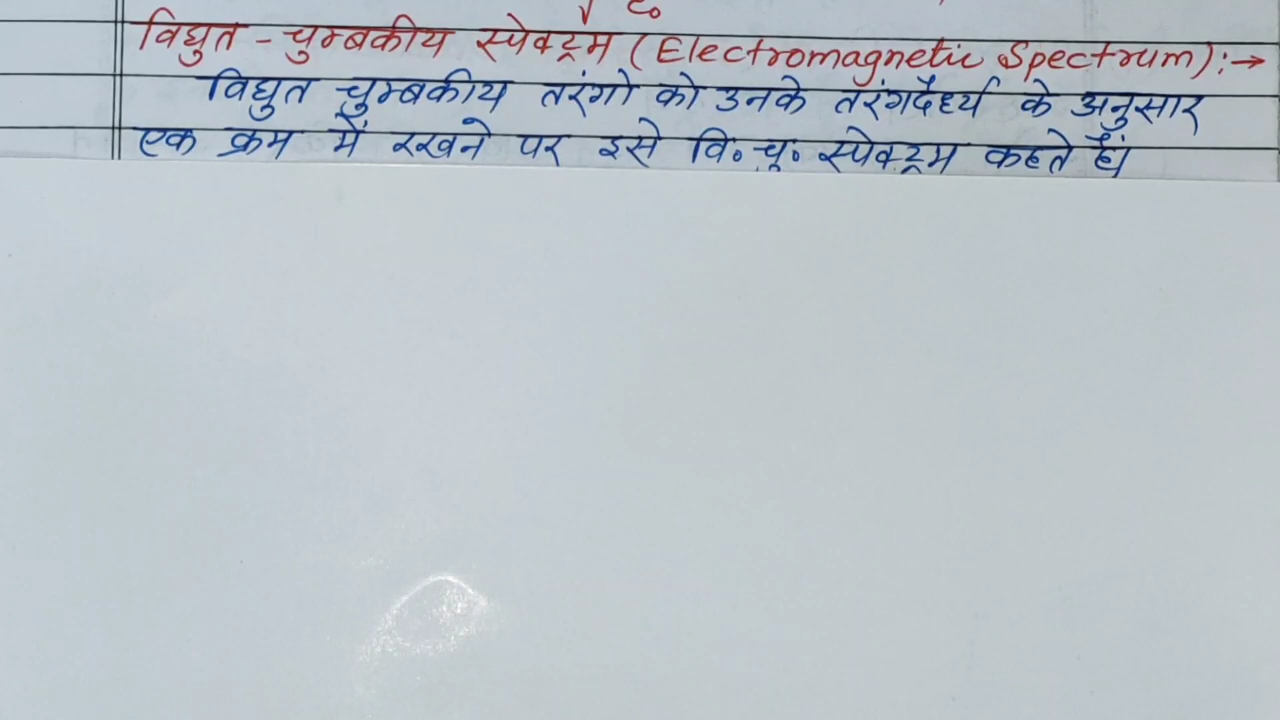 विद्युत - चुम्बकीय स्पेक्ट्रम (Electromagnetic Spectrum) :→
विद्युत चुम्बकीय तरंगो को उनके तरंगदैर्ध्य के अनुसार
एक क्रम में रखने पर इसे वि॰ चु॰ स्पेक्ट्रम कहते हैं